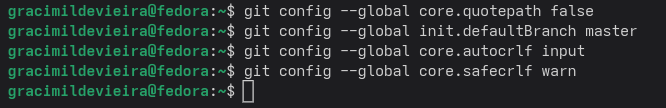 gracimildevieira@fedora:~$ git config --global core.quotepath false
gracimildevieira@fedora:~$ git config --global init.defaultBranch master
gracimildevieira@fedora:~$ git config --global core.autocrlf input
gracimildevieira@fedora:~$ git config --global core.safecrlf warn
gracimildevieira@fedora:~$